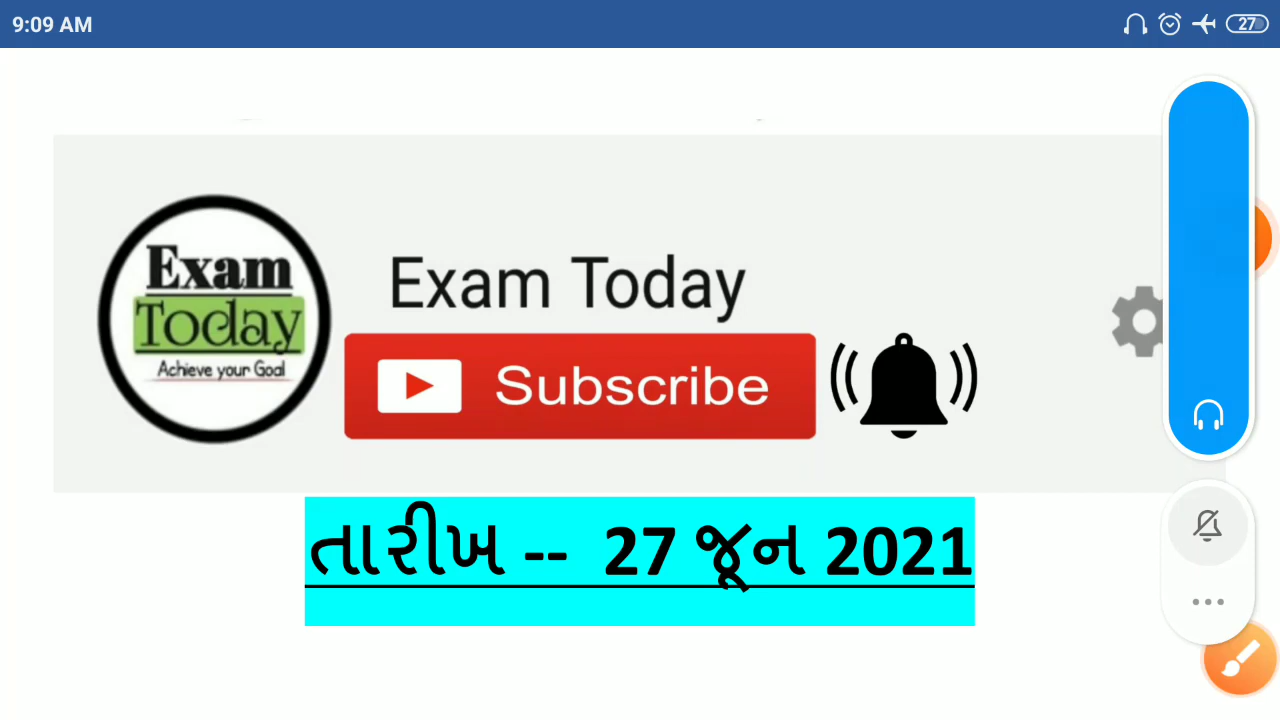 9:09 AM
27
Exam
Today
Achieve your Goal
Exam Today
Subscribe
તારીખ -- 27 જૂન 2021